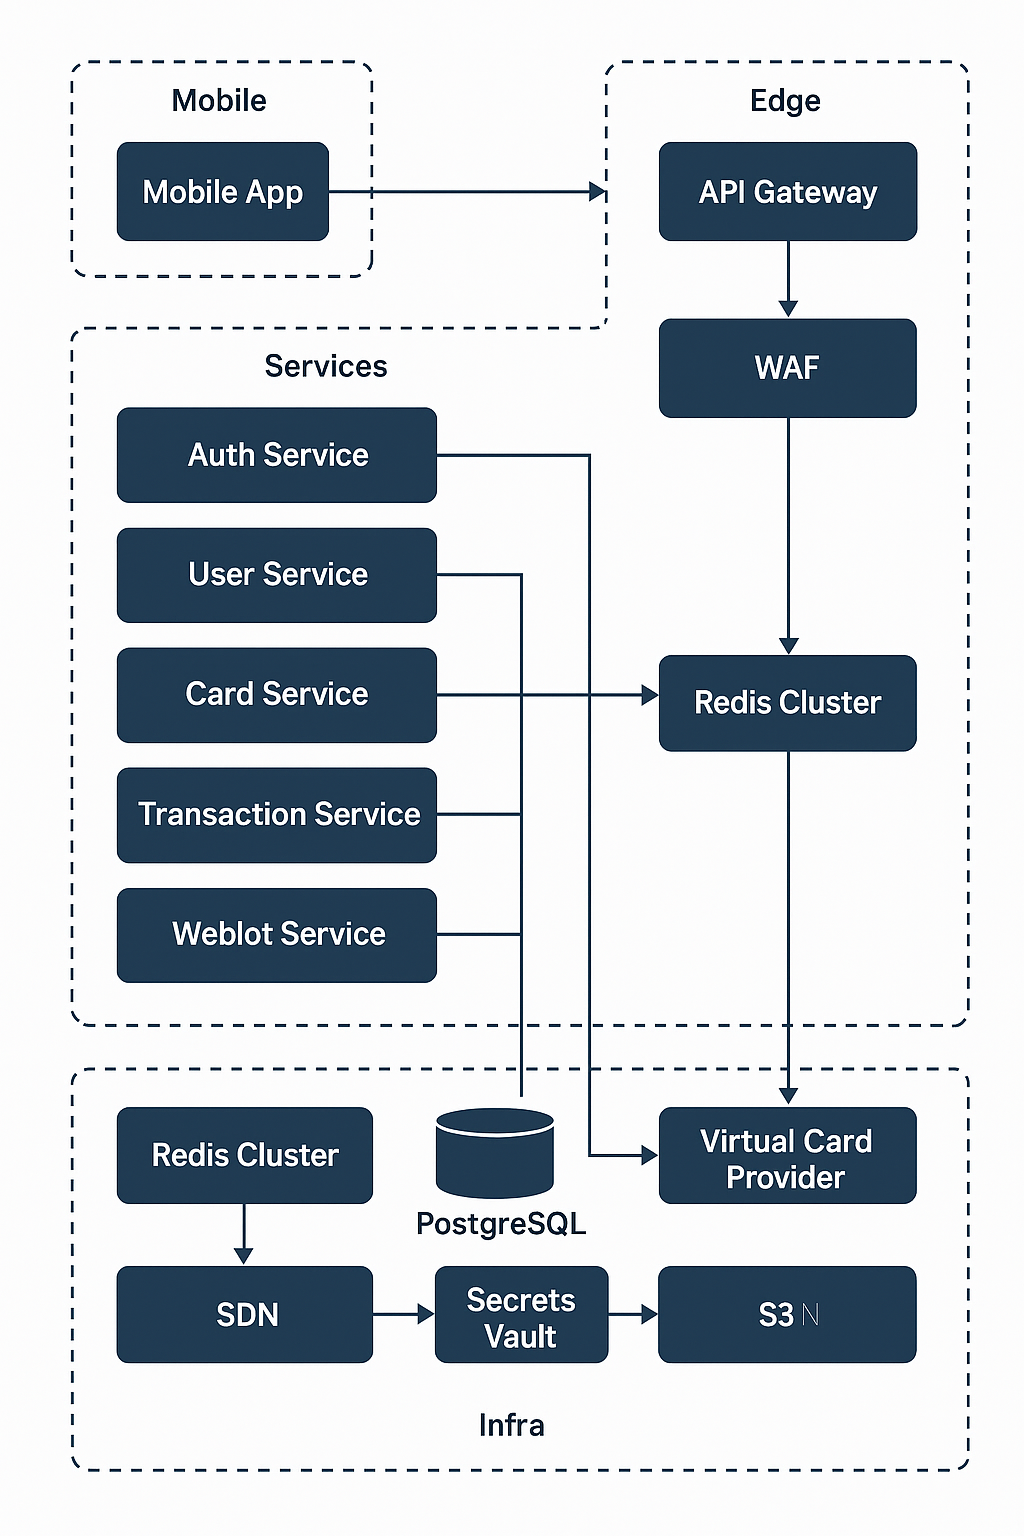 Mobile
Mobile App
Edge
API Gateway
WAF
Services
Auth Service
User Service
Card Service
Transaction Service
Weblot Service
Redis Cluster
Redis Cluster
PostgreSQL
Virtual Card
Provider
SDN
Secrets
Vault
S3 N
Infra